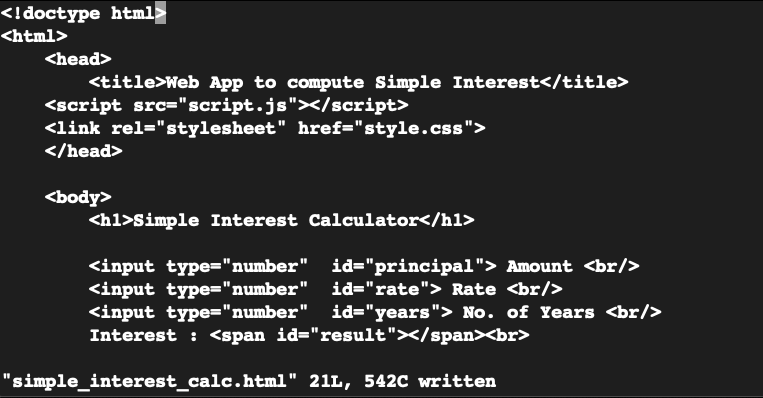 <!doctype html>
<html>
    <head>
        <title>Web App to compute Simple Interest</title>
    <script src="script.js"></script>
    <link rel="stylesheet" href="style.css">
    </head>

    <body>
        <h1>Simple Interest Calculator</h1>

        <input type="number"  id="principal"> Amount <br/>
        <input type="number"  id="rate"> Rate <br/>
        <input type="number"  id="years"> No. of Years <br/>
        Interest : <span id="result"></span><br>

"simple_interest_calc.html" 21L, 542C written